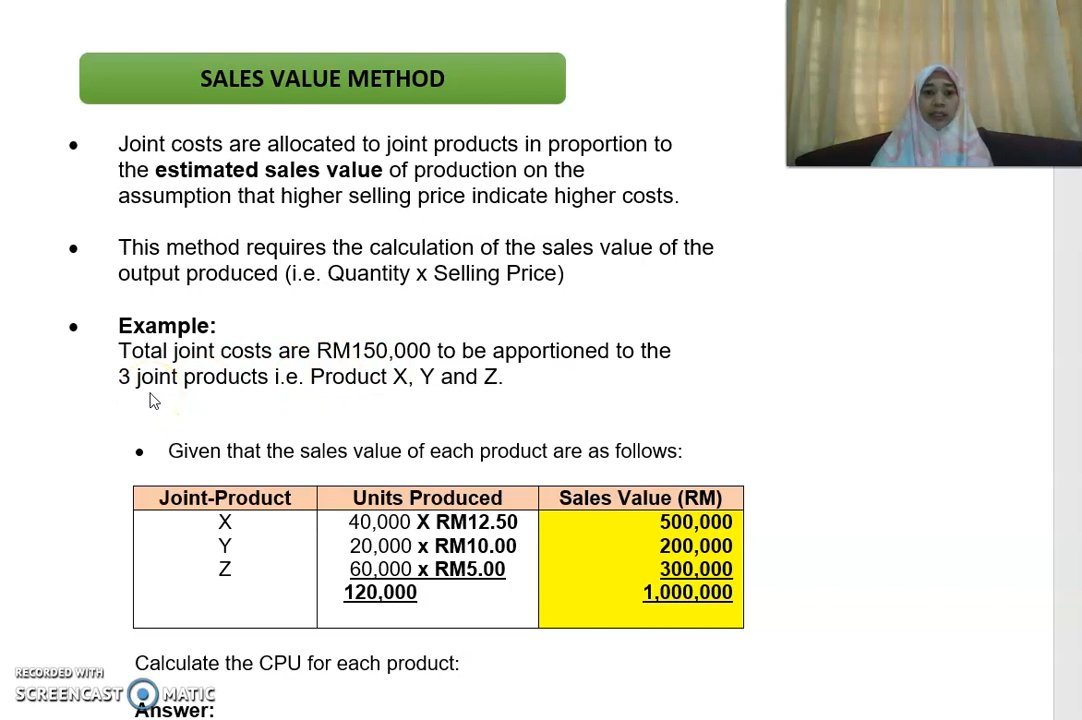 SALES VALUE METHOD
• Joint costs are allocated to joint products in proportion to
the estimated sales value of production on the
assumption that higher selling price indicate higher costs.
• This method requires the calculation of the sales value of the
output produced (i.e. Quantity x Selling Price)
• Example:
Total joint costs are RM150,000 to be apportioned to the
3 joint products i.e. Product X, Y and Z.
• Given that the sales value of each product are as follows:
Joint-Product Units Produced Sales Value (RM)
X 40,000 X RM12.50 500,000
Y 20,000 x RM10.00 200,000
Z 60,000 x RM5.00 300,000
120,000 1,000,000
Calculate the CPU for each product:
RECORDED WITH
SCREENCAST MATIC
Answer: